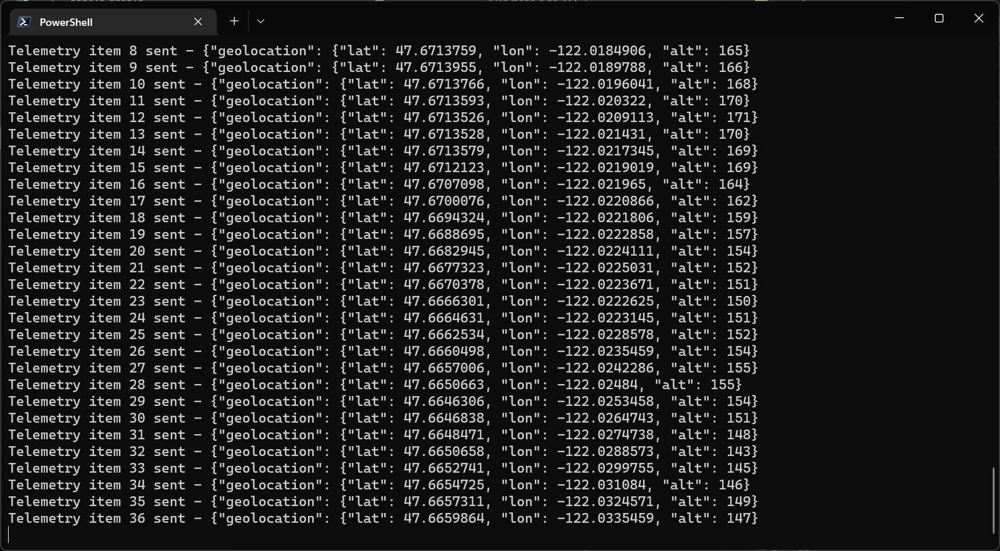 PowerShell
Telemetry item 8 sent - {"geolocation": {"lat": 47.6713759, "lon": -122.0184906, "alt": 165}
Telemetry item 9 sent - {"geolocation": {"lat": 47.6713955, "lon": -122.0189788, "alt": 166}
Telemetry item 10 sent - {"geolocation": {"lat": 47.6713766, "lon": -122.0196041, "alt": 168}
Telemetry item 11 sent - {"geolocation": {"lat": 47.6713593, "lon": -122.020322, "alt": 170}
Telemetry item 12 sent - {"geolocation": {"lat": 47.6713526, "lon": -122.0209113, "alt": 171}
Telemetry item 13 sent - {"geolocation": {"lat": 47.6713528, "lon": -122.021431, "alt": 170}
Telemetry item 14 sent - {"geolocation": {"lat": 47.6713579, "lon": -122.0217345, "alt": 169}
Telemetry item 15 sent - {"geolocation": {"lat": 47.6712123, "lon": -122.0219019, "alt": 169}
Telemetry item 16 sent - {"geolocation": {"lat": 47.6707098, "lon": -122.021965, "alt": 164}
Telemetry item 17 sent - {"geolocation": {"lat": 47.6700076, "lon": -122.0220866, "alt": 162}
Telemetry item 18 sent - {"geolocation": {"lat": 47.6694324, "lon": -122.0221806, "alt": 159}
Telemetry item 19 sent - {"geolocation": {"lat": 47.6688695, "lon": -122.0222858, "alt": 157}
Telemetry item 20 sent - {"geolocation": {"lat": 47.6682945, "lon": -122.0224111, "alt": 154}
Telemetry item 21 sent - {"geolocation": {"lat": 47.6677323, "lon": -122.0225031, "alt": 152}
Telemetry item 22 sent - {"geolocation": {"lat": 47.6670378, "lon": -122.0223671, "alt": 151}
Telemetry item 23 sent - {"geolocation": {"lat": 47.6666301, "lon": -122.0222625, "alt": 150}
Telemetry item 24 sent - {"geolocation": {"lat": 47.6664631, "lon": -122.0223145, "alt": 151}
Telemetry item 25 sent - {"geolocation": {"lat": 47.6662534, "lon": -122.0228578, "alt": 152}
Telemetry item 26 sent - {"geolocation": {"lat": 47.6660498, "lon": -122.0235459, "alt": 154}
Telemetry item 27 sent - {"geolocation": {"lat": 47.6657006, "lon": -122.0242286, "alt": 155}
Telemetry item 28 sent - {"geolocation": {"lat": 47.6650663, "lon": -122.02484, "alt": 155}
Telemetry item 29 sent - {"geolocation": {"lat": 47.6646306, "lon": -122.0253458, "alt": 154}
Telemetry item 30 sent - {"geolocation": {"lat": 47.6646838, "lon": -122.0264743, "alt": 151}
Telemetry item 31 sent - {"geolocation": {"lat": 47.6648471, "lon": -122.0274738, "alt": 148}
Telemetry item 32 sent - {"geolocation": {"lat": 47.6650658, "lon": -122.0288573, "alt": 143}
Telemetry item 33 sent - {"geolocation": {"lat": 47.6652741, "lon": -122.0299755, "alt": 145}
Telemetry item 34 sent - {"geolocation": {"lat": 47.6654725, "lon": -122.031084, "alt": 146}
Telemetry item 35 sent - {"geolocation": {"lat": 47.6657311, "lon": -122.0324571, "alt": 149}
Telemetry item 36 sent - {"geolocation": {"lat": 47.6659864, "lon": -122.0335459, "alt": 147}